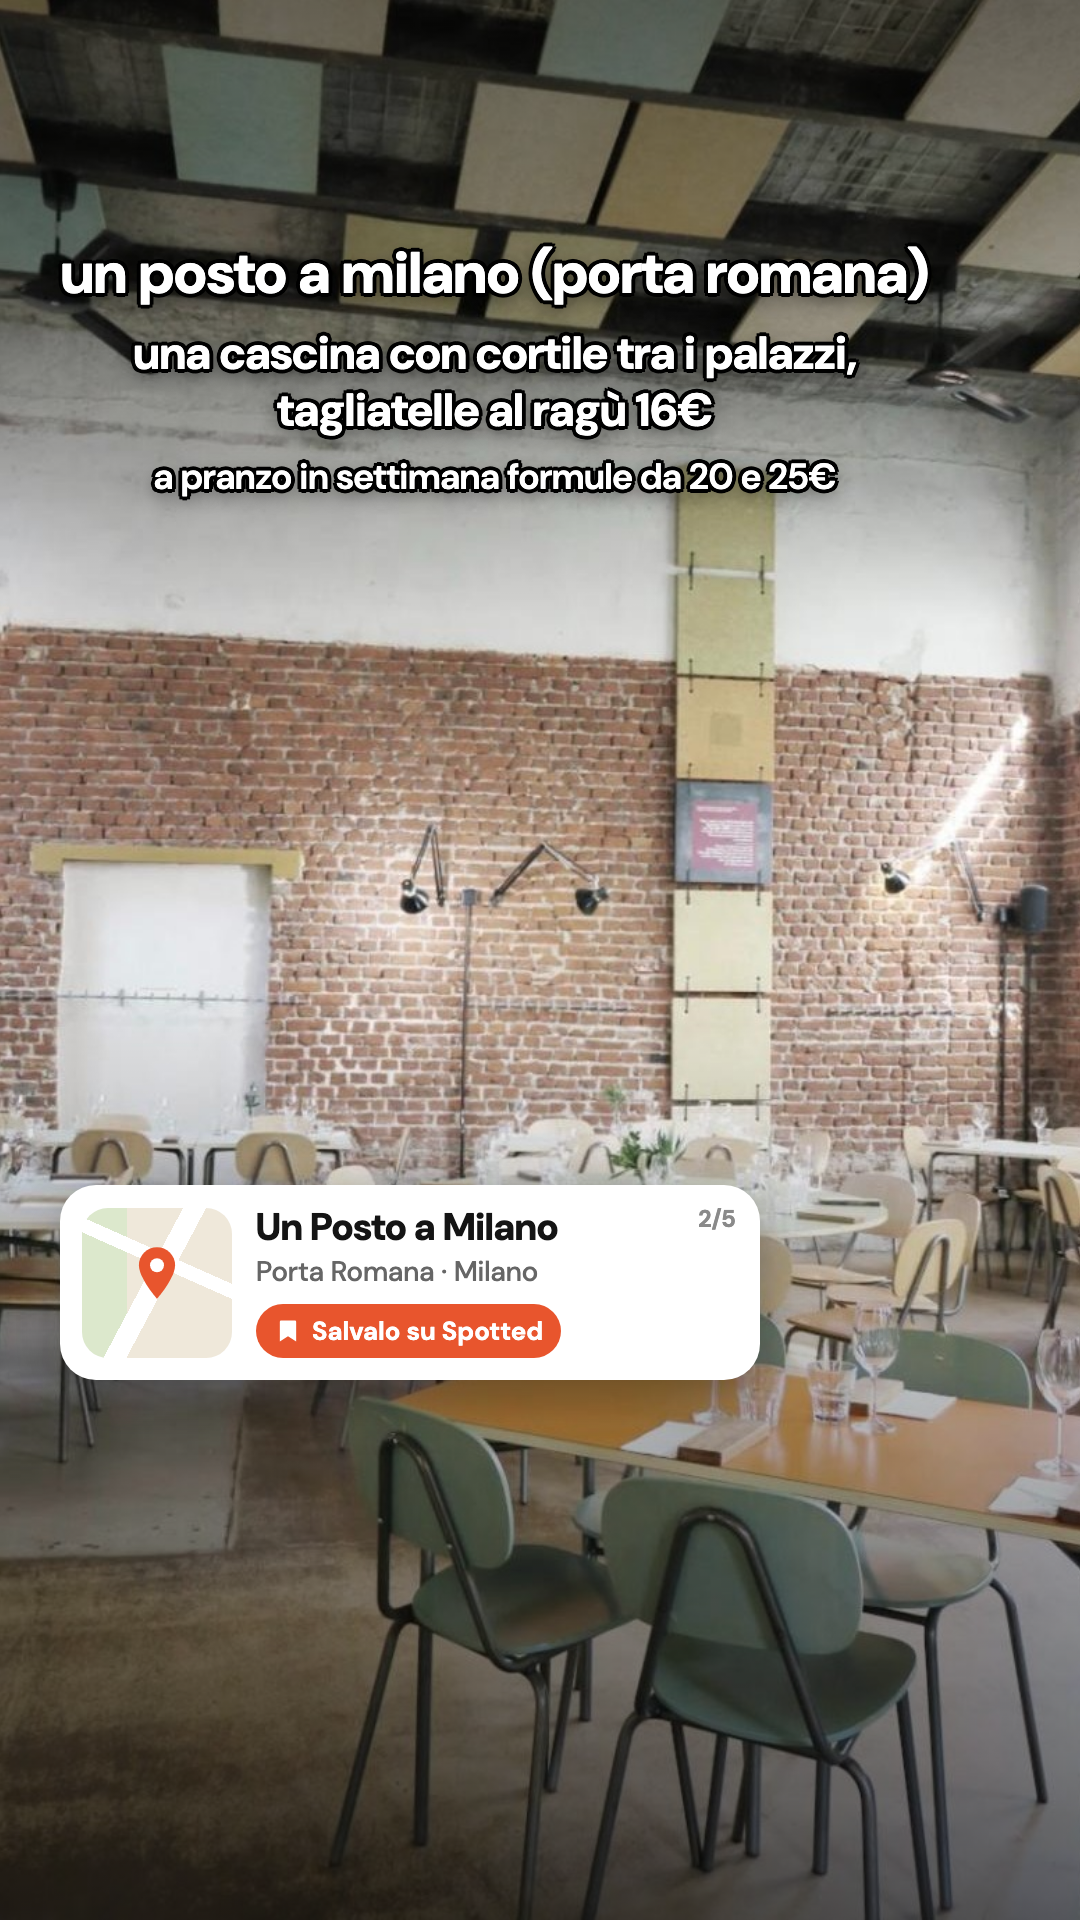 un posto a milano (porta romana)
una cascina con cortile tra i palazzi,
tagliatelle al ragù 16€
a pranzo in settimana formule da 20 e 25€
Un Posto a Milano
2/5
Porta Romana · Milano
Salvalo su Spotted